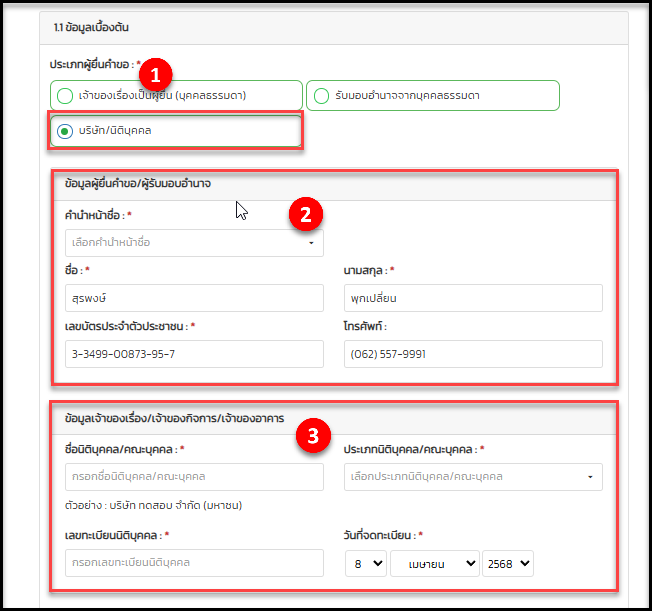 1.1 ข้อมูลเบื้องต้น
ประเภทผู้ยื่นคำขอ : *
1
เจ้าของเรื่องเป็นผู้ยื่น (บุคคลธรรมดา)
รับมอบอำนาจจากบุคคลธรรมดา
บริษัท/นิติบุคคล
ข้อมูลผู้ยื่นคำขอ/ผู้รับมอบอำนาจ
2
คำนำหน้าชื่อ : *
เลือกคำนำหน้าชื่อ
ชื่อ : *
นามสกุล : *
สุรพงษ์
พุกเปลี่ยน
เลขบัตรประจำตัวประชาชน : *
โทรศัพท์ :
3-3499-00873-95-7
(062) 557-9991
ข้อมูลเจ้าของเรื่อง/เจ้าของกิจการ/เจ้าของอาคาร
3
ชื่อนิติบุคคล/คณะบุคคล : *
ประเภทนิติบุคคล/คณะบุคคล : *
กรอกชื่อนิติบุคคล/คณะบุคคล
เลือกประเภทนิติบุคคล/คณะบุคคล
ตัวอย่าง : บริษัท ทดสอบ จำกัด (มหาชน)
เลขทะเบียนนิติบุคคล : *
วันที่จดทะเบียน : *
กรอกเลขทะเบียนนิติบุคคล
8 เมษายน 2568